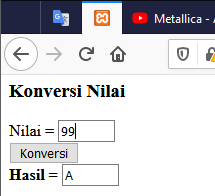 Metallica - A
Konversi Nilai
Nilai = 99
Konversi
Hasil = A